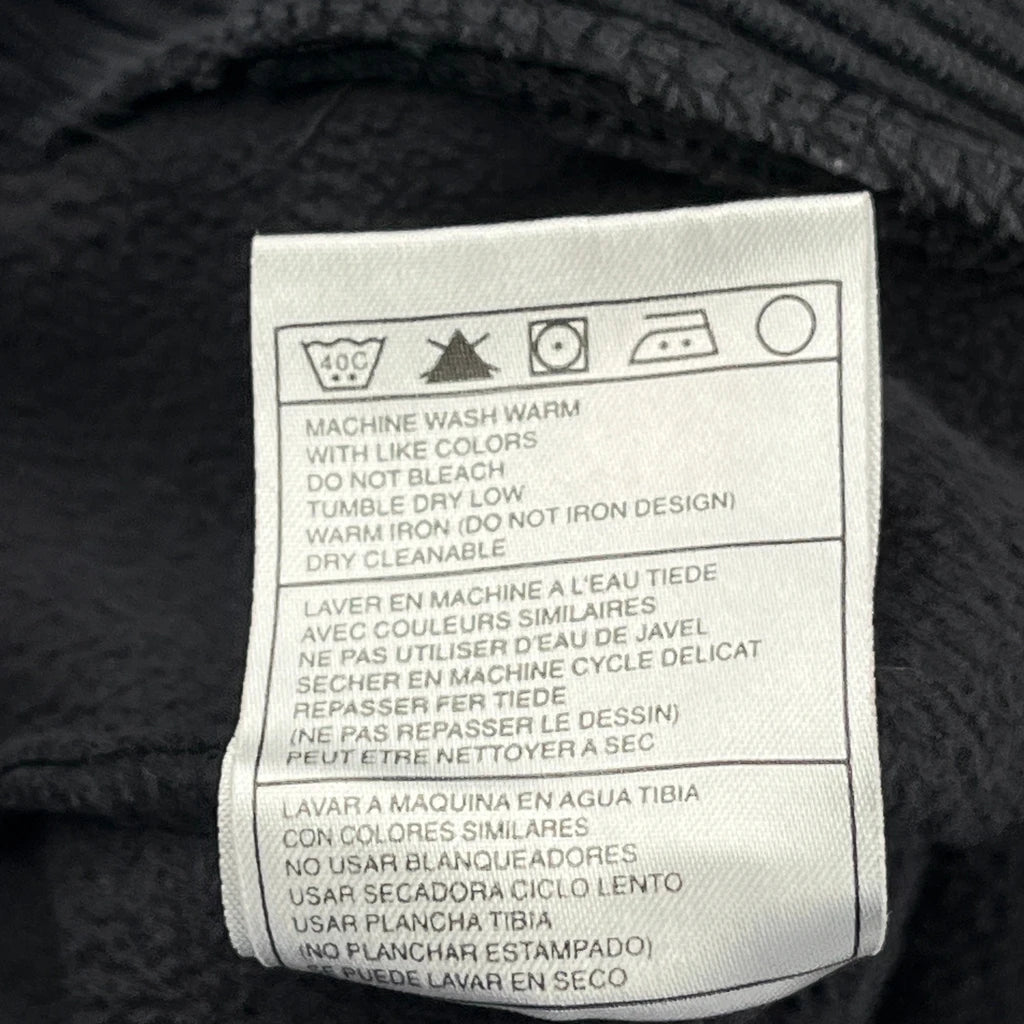 40C
MACHINE WASH WARM
WITH LIKE COLORS
DO NOT BLEACH
TUMBLE DRY LOW
WARM IRON (DO NOT IRON DESIGN)
DRY CLEANABLE
LAVER EN MACHINE A L'EAU TIEDE
AVEC COULEURS SIMILAIRES
NE PAS UTILISER D'EAU DE JAVEL
SECHER EN MACHINE CYCLE DELICAT
REPASSER FER TIEDE
(NE PAS REPASSER LE DESSIN)
PEUT ETRE NETTOYER A SEC
LAVAR A MAQUINA EN AGUA TIBIA
CON COLORES SIMILARES
NO USAR BLANQUEADORES
USAR SECADORA CICLO LENTO
USAR PLANCHA TIBIA
(NO PLANCHAR ESTAMPADO)
SE PUEDE LAVAR EN SECO